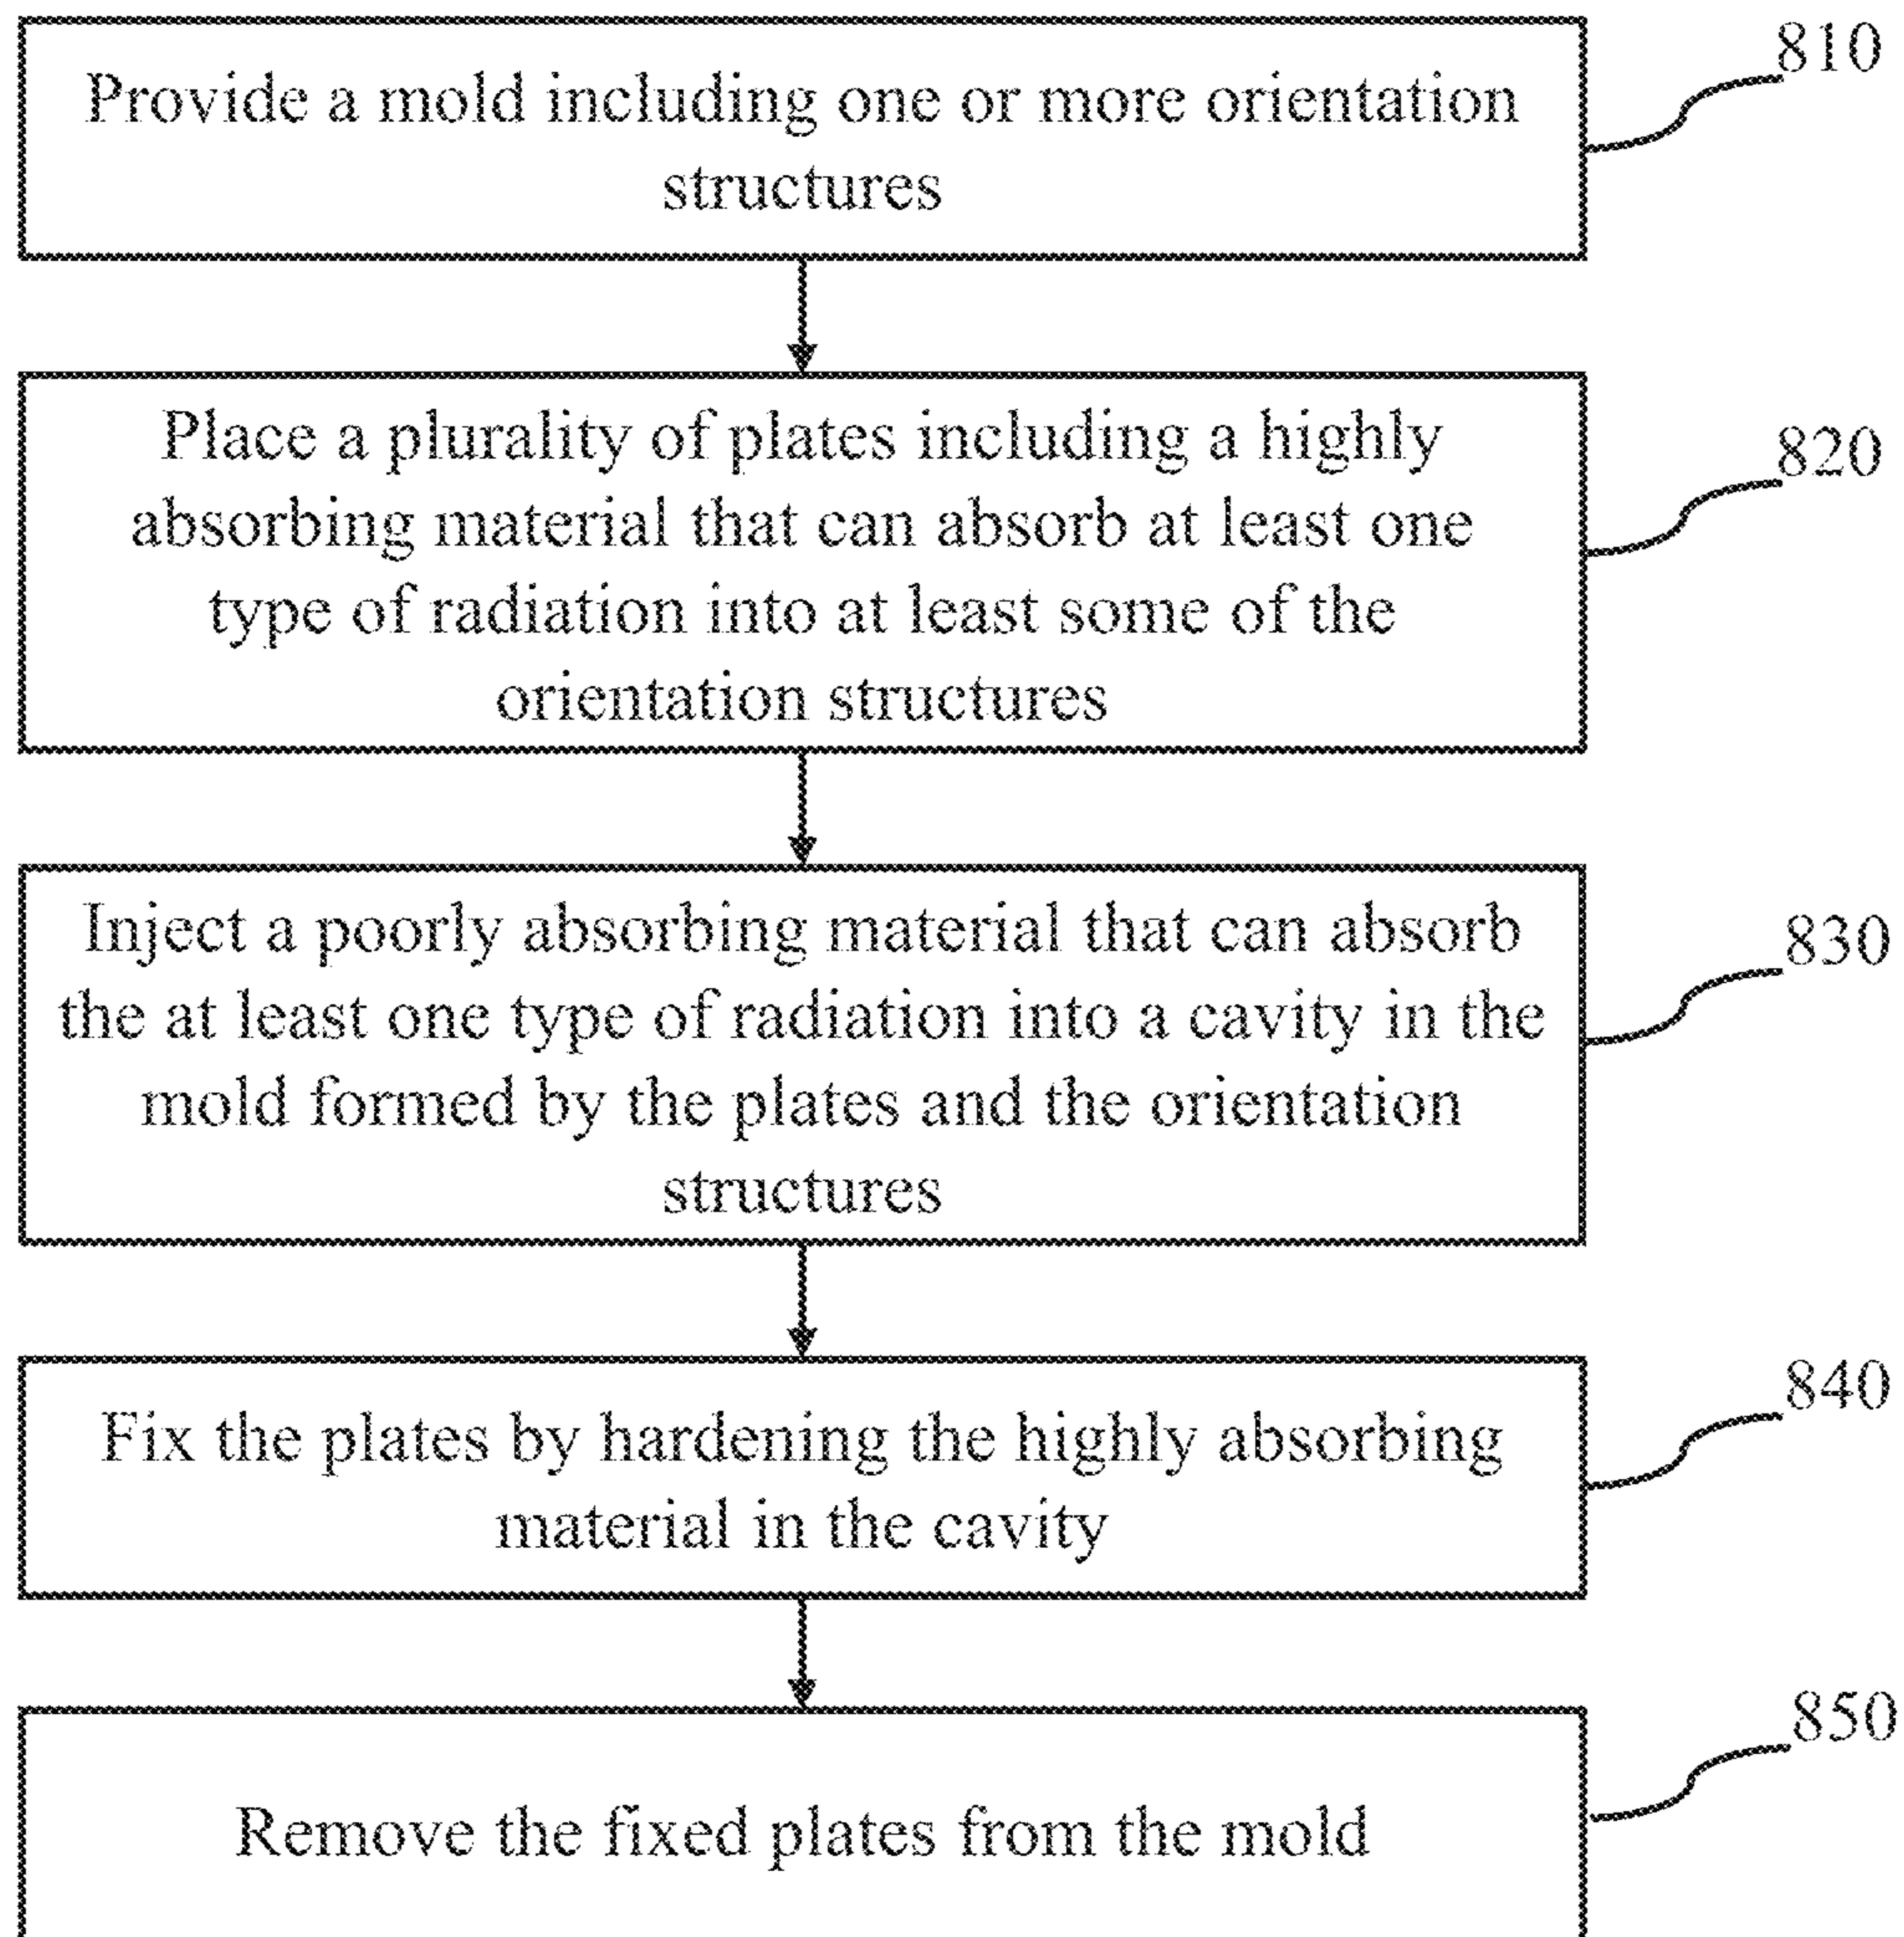 Provide a mold including one or more orientation
structures
810
Place a plurality of plates including a highly
absorbing material that can absorb at least one
type of radiation into at least some of the
orientation structures
820
Inject a poorly absorbing material that can absorb
the at least one type of radiation into a cavity in the
mold formed by the plates and the orientation
structures
830
Fix the plates by hardening the highly absorbing
material in the cavity
840
Remove the fixed plates from the mold
850